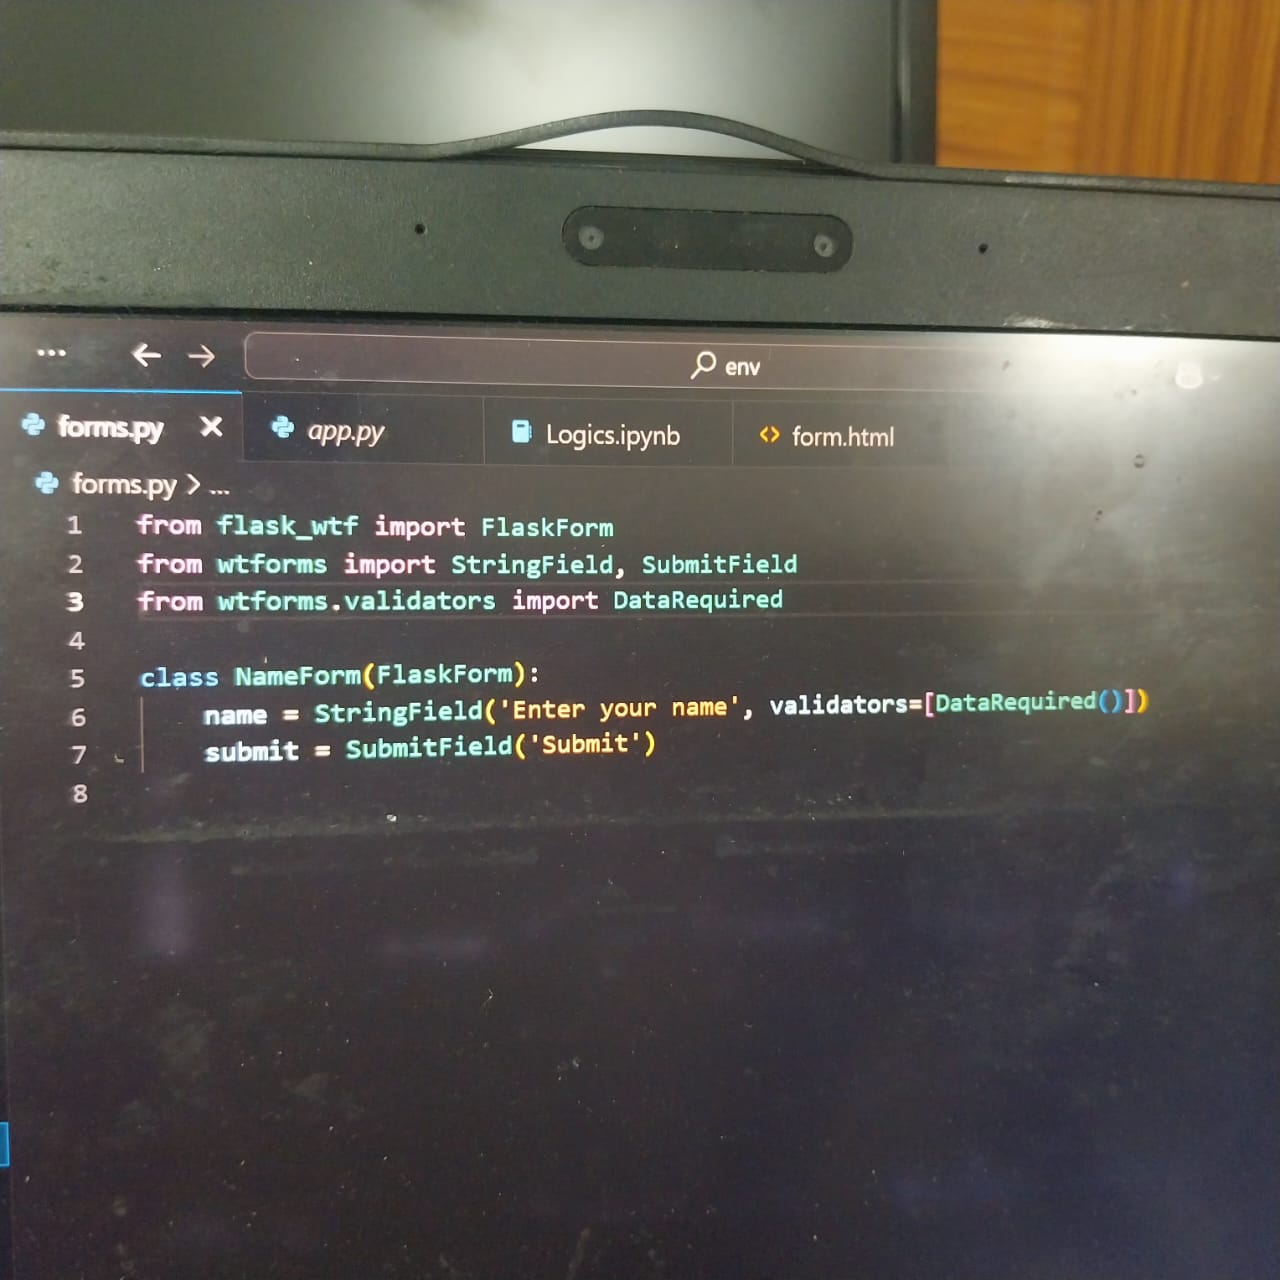 ... ← → env
forms.py × app.py Logics.ipynb form.html
forms.py > ...
1 from flask_wtf import FlaskForm
2 from wtforms import StringField, SubmitField
3 from wtforms.validators import DataRequired
4
5 class NameForm(FlaskForm):
6     name = StringField('Enter your name', validators=[DataRequired()])
7     submit = SubmitField('Submit')
8